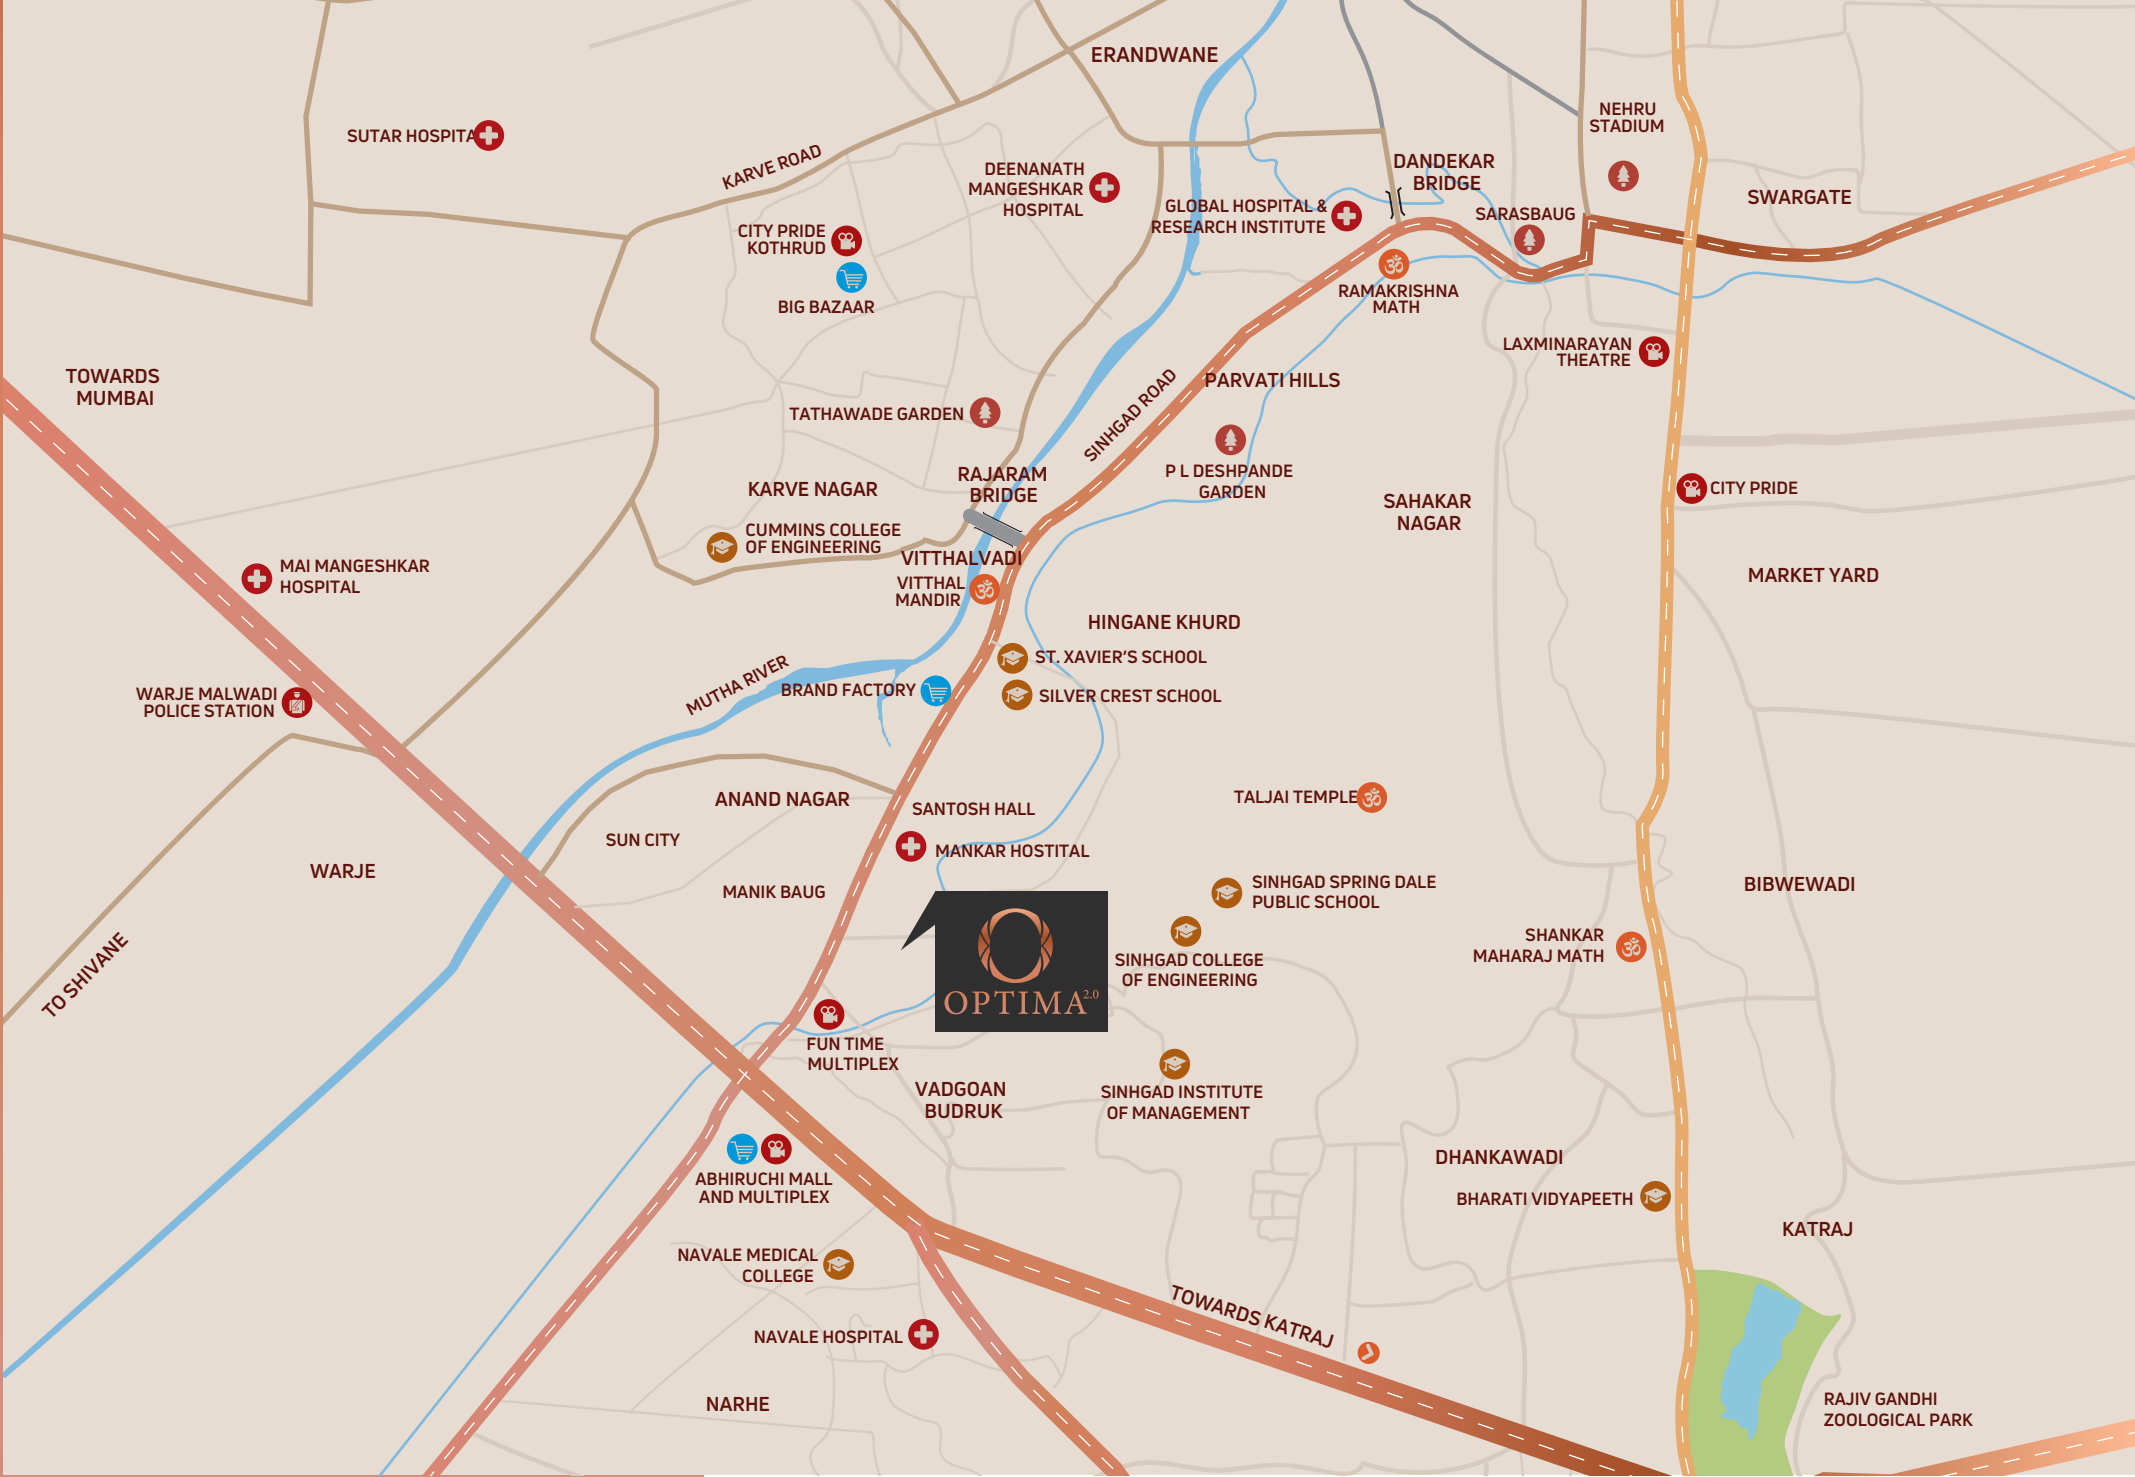 ERANDWANE
NEHRU
STADIUM
SUTAR HOSPITA
KARVE ROAD
DEENANATH
MANGESHKAR
HOSPITAL
DANDEKAR
BRIDGE
GLOBAL HOSPITAL &
RESEARCH INSTITUTE
SARASBAUG
SWARGATE
CITY PRIDE
KOTHRUD
BIG BAZAAR
RAMAKRISHNA
MATH
LAXMINARAYAN
THEATRE
TOWARDS
MUMBAI
SINHGAD ROAD
PARVATI HILLS
TATHAWADE GARDEN
P L DESHPANDE
GARDEN
RAJARAM
BRIDGE
KARVE NAGAR
CITY PRIDE
SAHAKAR
NAGAR
CUMMINS COLLEGE
OF ENGINEERING
VITTHALVADI
VITTHAL
MANDIR
MAI MANGESHKAR
HOSPITAL
MARKET YARD
HINGANE KHURD
ST. XAVIER'S SCHOOL
MUTHA RIVER
BRAND FACTORY
SILVER CREST SCHOOL
WARJE MALWADI
POLICE STATION
ANAND NAGAR
SANTOSH HALL
TALJAI TEMPLE
SUN CITY
MANKAR HOSTITAL
WARJE
MANIK BAUG
SINHGAD SPRING DALE
PUBLIC SCHOOL
BIBWEWADI
TO SHIVANE
SINHGAD COLLEGE
OF ENGINEERING
SHANKAR
MAHARAJ MATH
OPTIMA 2.0
FUN TIME
MULTIPLEX
VADGOAN
BUDRUK
SINHGAD INSTITUTE
OF MANAGEMENT
ABHIRUCHI MALL
AND MULTIPLEX
DHANKAWADI
BHARATI VIDYAPEETH
KATRAJ
NAVALE MEDICAL
COLLEGE
TOWARDS KATRAJ
NAVALE HOSPITAL
NARHE
RAJIV GANDHI
ZOOLOGICAL PARK